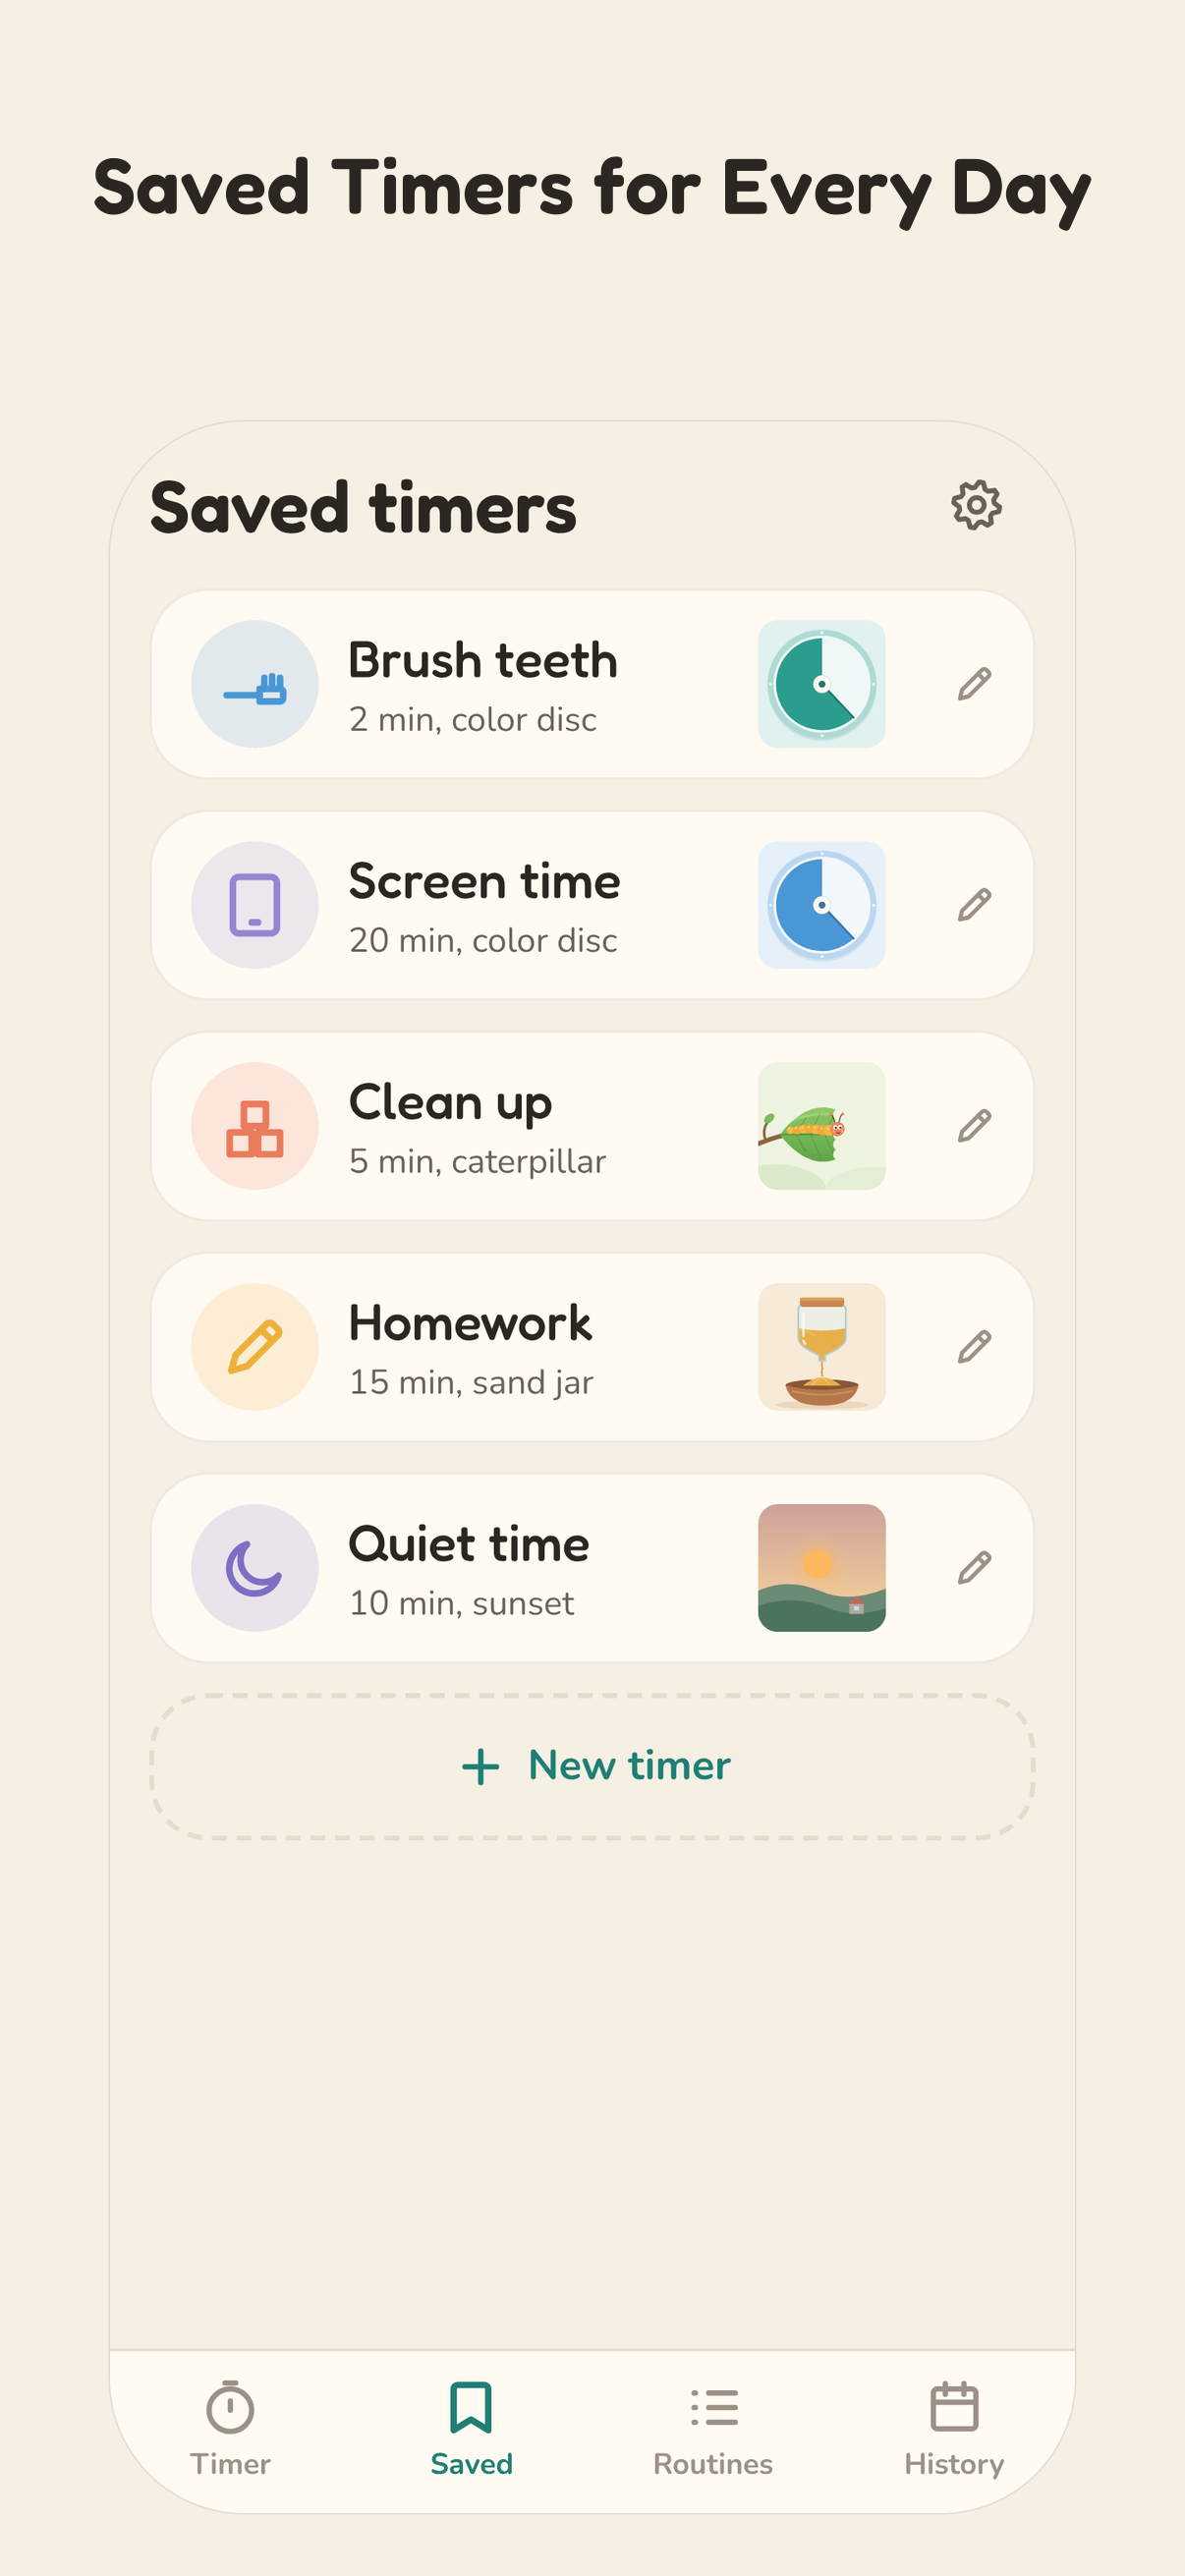 Saved Timers for Every Day
Saved timers
Brush teeth
2 min, color disc
Screen time
20 min, color disc
Clean up
5 min, caterpillar
Homework
15 min, sand jar
Quiet time
10 min, sunset
New timer
Timer
Saved
Routines
History